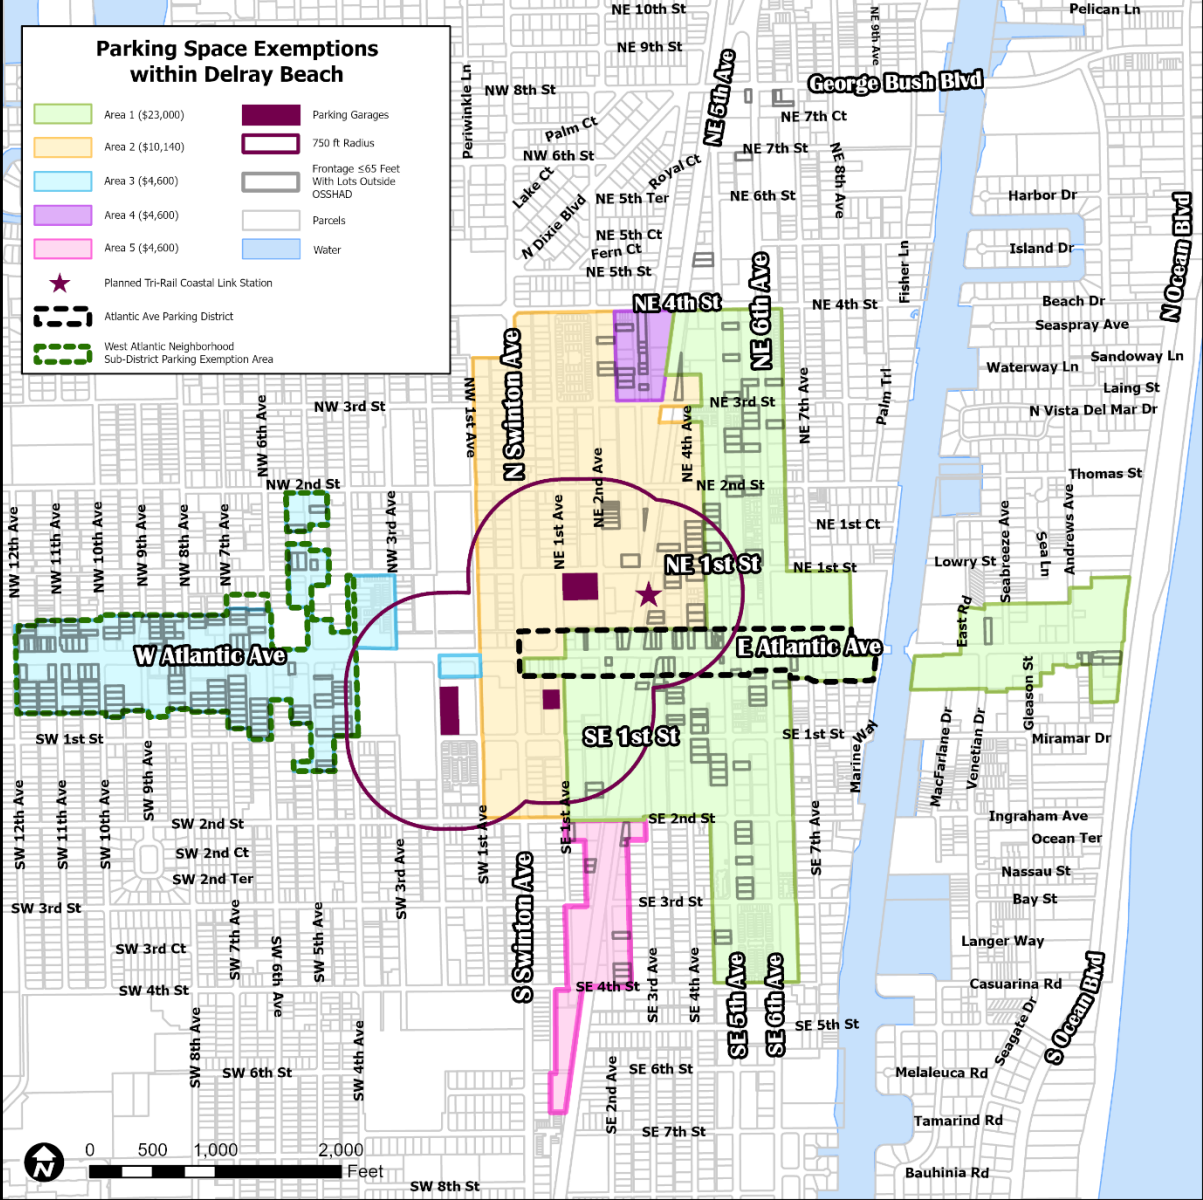 Parking Space Exemptions
within Delray Beach
Area 1 ($23,000)
Area 2 ($10,140)
Area 3 ($4,600)
Area 4 ($4,600)
Area 5 ($4,600)
Parking Garages
750 ft Radius
Frontage ≤65 Feet
With Lots Outside
OSSHAD
Parcels
Water
Planned Tri-Rail Coastal Link Station
Atlantic Ave Parking District
West Atlantic Neighborhood
Sub-District Parking Exemption Area
NE 10th St
Pelican Ln
NE 9th St
NE 9th Ave
Periwinkle Ln
NW 8th St
NE 5th Ave
George Bush Blvd
Palm Ct
NE 7th Ct
NW 6th St
NE 7th St
NE 8th Ave
Royal Ct
Lake Ct
NE 5th Ter
NE 6th St
Harbor Dr
N Dixie Blvd
NE 5th Ct
Fern Ct
NE 5th St
Island Dr
N Ocean Blvd
Fisher Ln
NE 6th Ave
NE 4th St
NE 4th St
Beach Dr
Seaspray Ave
N Swinton Ave
Sandoway Ln
Waterway Ln
Laing St
NW 1st Ave
NW 3rd St
NE 3rd St
NE 7th Ave
Palm Trl
N Vista Del Mar Dr
NW 6th Ave
NE 4th Ave
NE 2nd Ave
NW 2nd St
NE 2nd St
Thomas St
NW 12th Ave
NW 11th Ave
NW 10th Ave
NW 9th Ave
NW 8th Ave
NW 7th Ave
NW 3rd Ave
NE 1st Ave
NE 1st Ct
Seabreeze Ave
Sea Ln
Andrews Ave
NE 1st St
NE 1st St
Lowry St
East Rd
W Atlantic Ave
E Atlantic Ave
Gleason St
SW 1st St
SE 1st St
SE 1st St
Marine Way
MacFarlane Dr
Venetian Dr
Miramar Dr
SW 12th Ave
SW 11th Ave
SW 10th Ave
SW 9th Ave
SW 2nd St
SW 1st Ave
SE 1st Ave
SE 2nd St
SE 7th Ave
Ingraham Ave
Ocean Ter
SW 2nd Ct
SW 2nd Ter
SW 3rd Ave
S Swinton Ave
Nassau St
SW 3rd St
SE 3rd St
Bay St
SW 7th Ave
SW 6th Ave
SW 5th Ave
SW 3rd Ct
Langer Way
SW 4th St
SE 4th St
SE 3rd Ave
SE 4th Ave
SE 5th Ave
SE 6th Ave
Casuarina Rd
S Ocean Blvd
Seagate Dr
SE 5th St
SW 8th Ave
SW 4th Ave
SW 6th St
SE 2nd Ave
SE 6th St
Melaleuca Rd
Tamarind Rd
SE 7th St
N
0 500 1,000 2,000
Feet
Bauhinia Rd
SW 8th St